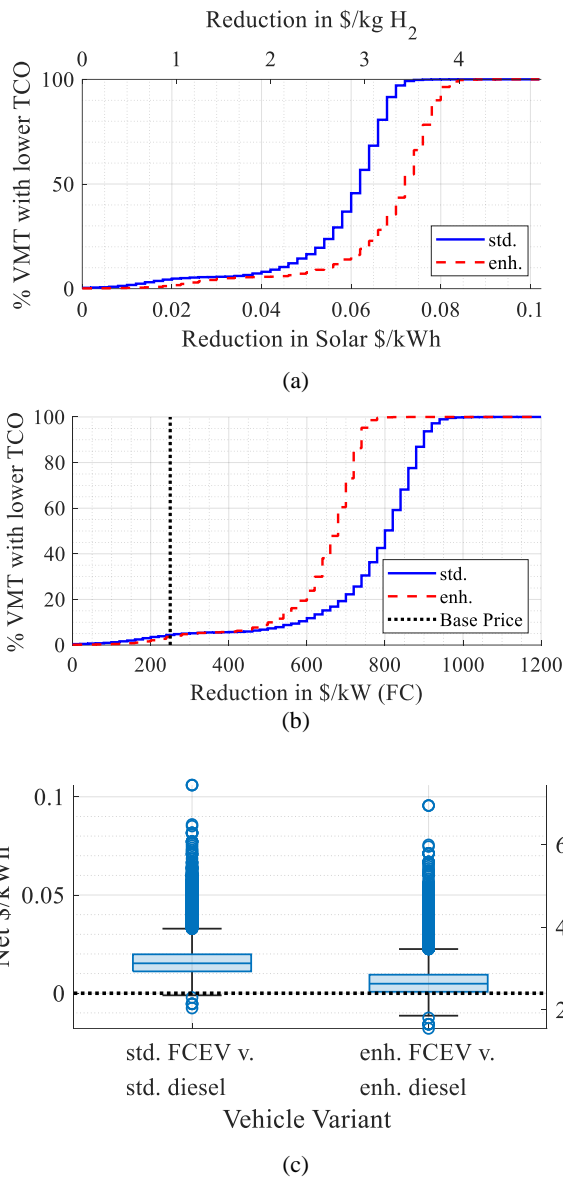 Reduction in $/kg H2
0 1 2 3 4
% VMT with lower TCO
100
50
0
std.
enh.
0 0.02 0.04 0.06 0.08 0.1
Reduction in Solar $/kWh
(a)
% VMT with lower TCO
100
80
60
40
20
0
std.
enh.
Base Price
0 200 400 600 800 1000 1200
Reduction in $/kW (FC)
(b)
Net $/kWh
0.1
0.05
0
6
4
2
std. FCEV v. enh. FCEV v.
std. diesel enh. diesel
Vehicle Variant
(c)